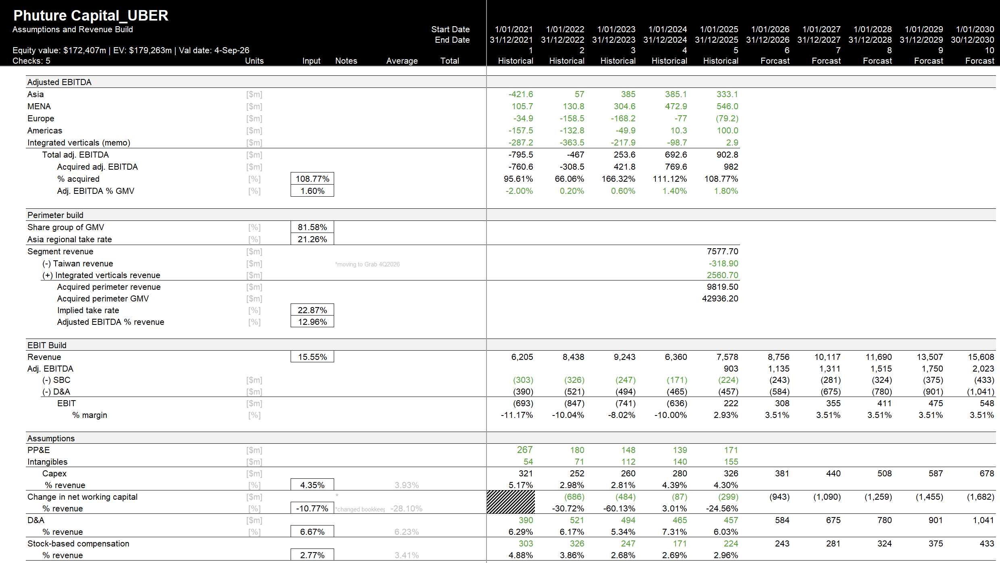 Phuture Capital_UBER
Assumptions and Revenue Build Start Date 1/01/2021 1/01/2022 1/01/2023 1/01/2024 1/01/2025 1/01/2026 1/01/2027 1/01/2028 1/01/2029 1/01/2030
End Date 31/12/2021 31/12/2022 31/12/2023 31/12/2024 31/12/2025 31/12/2026 31/12/2027 31/12/2028 31/12/2029 30/12/2030
Equity value: $172,407m | EV: $179,263m | Val date: 4-Sep-26 1 2 3 4 5 6 7 8 9 10
Checks: 5 Units Input Notes Average Total Historical Historical Historical Historical Historical Forcast Forcast Forcast Forcast Forcast
Adjusted EBITDA
Asia [$m] -421.6 57 385 385.1 333.1
MENA [$m] 105.7 130.8 304.6 472.9 546.0
Europe [$m] -34.9 -158.5 -168.2 -77 (79.2)
Americas [$m] -157.5 -132.8 -49.9 10.3 100.0
Integrated verticals (memo) [$m] -287.2 -363.5 -217.9 -98.7 2.9
Total adj. EBITDA [$m] -795.5 -467 253.6 692.6 902.8
Acquired adj. EBITDA [$m] -760.6 -308.5 421.8 769.6 982
% acquired [%] 108.77% 95.61% 66.06% 166.32% 111.12% 108.77%
Adj. EBITDA % GMV [%] 1.60% -2.00% 0.20% 0.60% 1.40% 1.80%
Perimeter build
Share group of GMV [%] 81.58%
Asia regional take rate [%] 21.26%
Segment revenue [$m] 7577.70
(-) Taiwan revenue [$m] *moving to Grab 4Q2026 -318.90
(+) Integrated verticals revenue [$m] 2560.70
Acquired perimeter revenue [$m] 9819.50
Acquired perimeter GMV [$m] 42936.20
Implied take rate [%] 22.87%
Adjusted EBITDA % revenue [%] 12.96%
EBIT Build
Revenue 15.55% 6,205 8,438 9,243 6,360 7,578 8,756 10,117 11,690 13,507 15,608
Adj. EBITDA 903 1,135 1,311 1,515 1,750 2,023
(-) SBC [$m] (303) (326) (247) (171) (224) (243) (281) (324) (375) (433)
(-) D&A [$m] (390) (521) (494) (465) (457) (584) (675) (780) (901) (1,041)
EBIT [$m] (693) (847) (741) (636) 222 308 355 411 475 548
% margin [%] -11.17% -10.04% -8.02% -10.00% 2.93% 3.51% 3.51% 3.51% 3.51% 3.51%
Assumptions
PP&E [$m] 267 180 148 139 171
Intangibles [$m] 54 71 112 140 155
Capex [$m] 321 252 260 280 326 381 440 508 587 678
% revenue [%] 4.35% 3.93% 5.17% 2.98% 2.81% 4.39% 4.30%
Change in net working capital [$m] * (686) (484) (87) (299) (943) (1,090) (1,259) (1,455) (1,682)
% revenue [%] -10.77% *changed bookkeep -28.10% -30.72% -60.13% 3.01% -24.56%
D&A [$m] 390 521 494 465 457 584 675 780 901 1,041
% revenue [%] 6.67% 6.23% 6.29% 6.17% 5.34% 7.31% 6.03%
Stock-based compensation 303 326 247 171 224 243 281 324 375 433
% revenue 2.77% 3.41% 4.88% 3.86% 2.68% 2.69% 2.96%